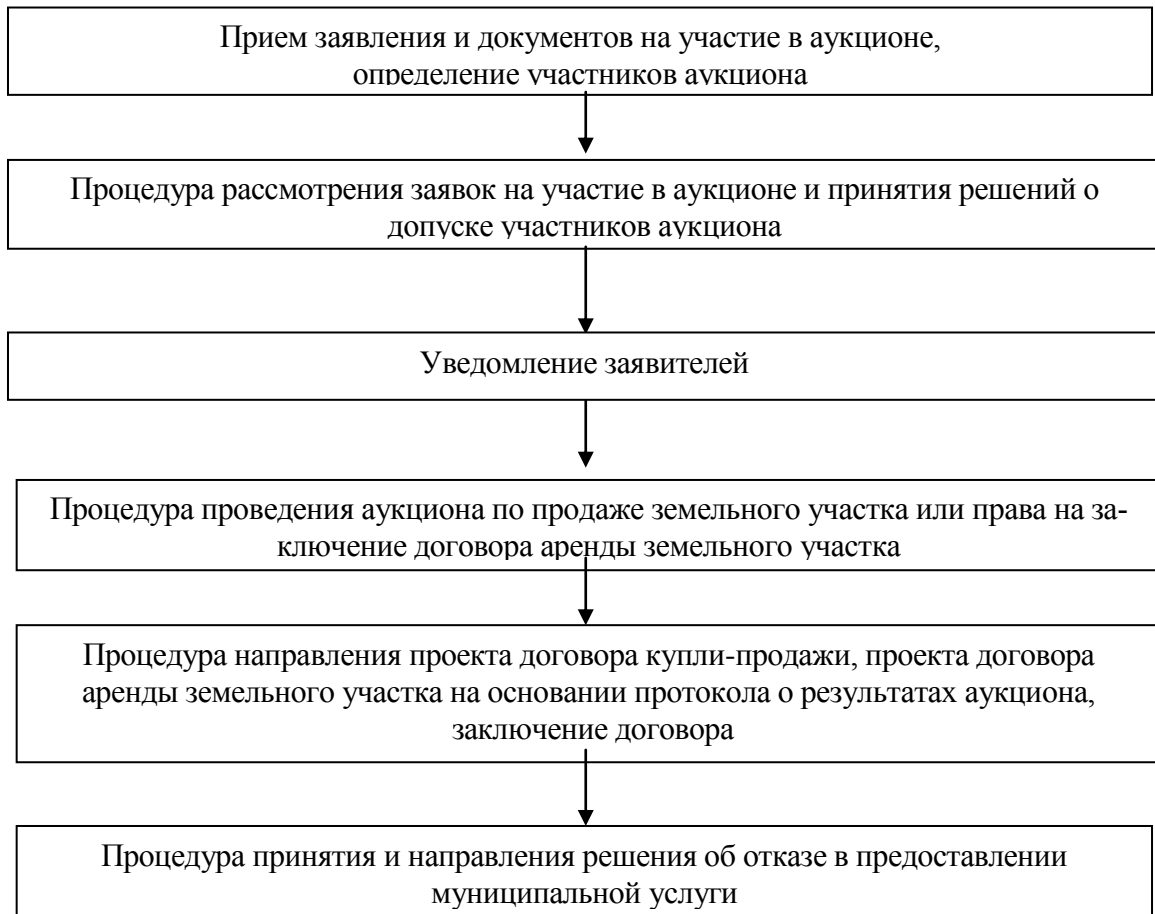 Прием заявления и документов на участие в аукционе,
определение участников аукциона
Процедура рассмотрения заявок на участие в аукционе и принятия решений о
допуске участников аукциона
Уведомление заявителей
Процедура проведения аукциона по продаже земельного участка или права на за-
ключение договора аренды земельного участка
Процедура направления проекта договора купли-продажи, проекта договора
аренды земельного участка на основании протокола о результатах аукциона,
заключение договора
Процедура принятия и направления решения об отказе в предоставлении
муниципальной услуги